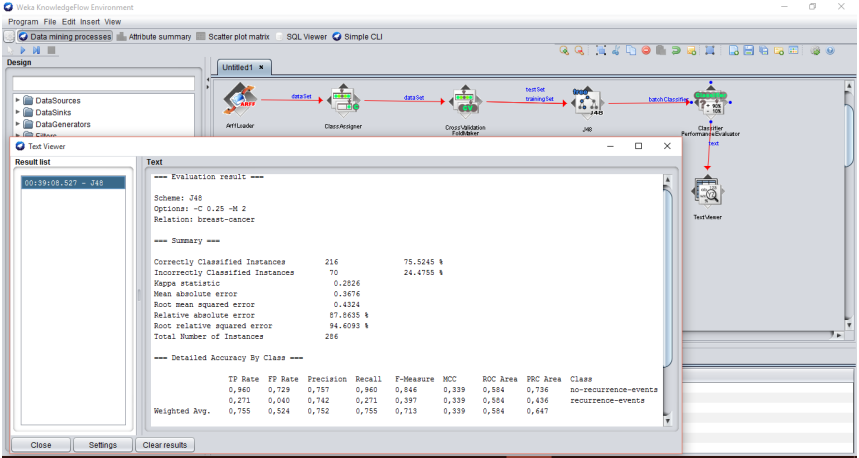 Weka KnowledgeFlow Environment
Program File Edit Insert View
Data mining processes Attribute summary Scatter plot matrix SQL Viewer Simple CLI
Design
Untitled1 ×
DataSources
DataSinks
DataGenerators
Filters
ARFF
ArffLoader
dataSet
ClassAssigner
dataSet
CrossValidation
FoldMaker
testSet
trainingSet
tree
J48
J48
batchClassifier
+ 90%
- 10%
Classifier
PerformanceEvaluator
text
TextViewer
Text Viewer
Result list
00:39:08.527 - J48
Text
=== Evaluation result ===
Scheme: J48
Options: -C 0.25 -M 2
Relation: breast-cancer
=== Summary ===
Correctly Classified Instances 216 75.5245 %
Incorrectly Classified Instances 70 24.4755 %
Kappa statistic 0.2826
Mean absolute error 0.3676
Root mean squared error 0.4324
Relative absolute error 87.8635 %
Root relative squared error 94.6093 %
Total Number of Instances 286
=== Detailed Accuracy By Class ===
TP Rate FP Rate Precision Recall F-Measure MCC ROC Area PRC Area Class
0,960 0,729 0,757 0,960 0,846 0,339 0,584 0,736 no-recurrence-events
0,271 0,040 0,742 0,271 0,397 0,339 0,584 0,436 recurrence-events
Weighted Avg. 0,755 0,524 0,752 0,755 0,713 0,339 0,584 0,647
Close Settings Clear results